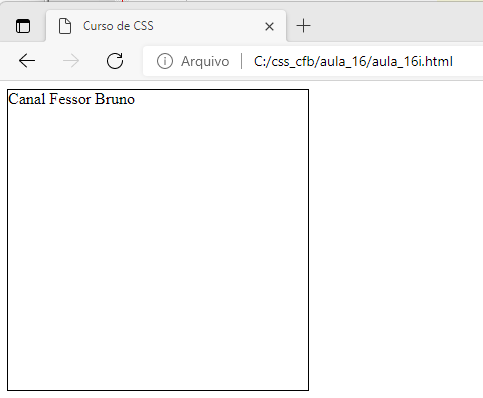 Curso de CSS
Arquivo C:/css_cfb/aula_16/aula_16i.html
Canal Fessor Bruno